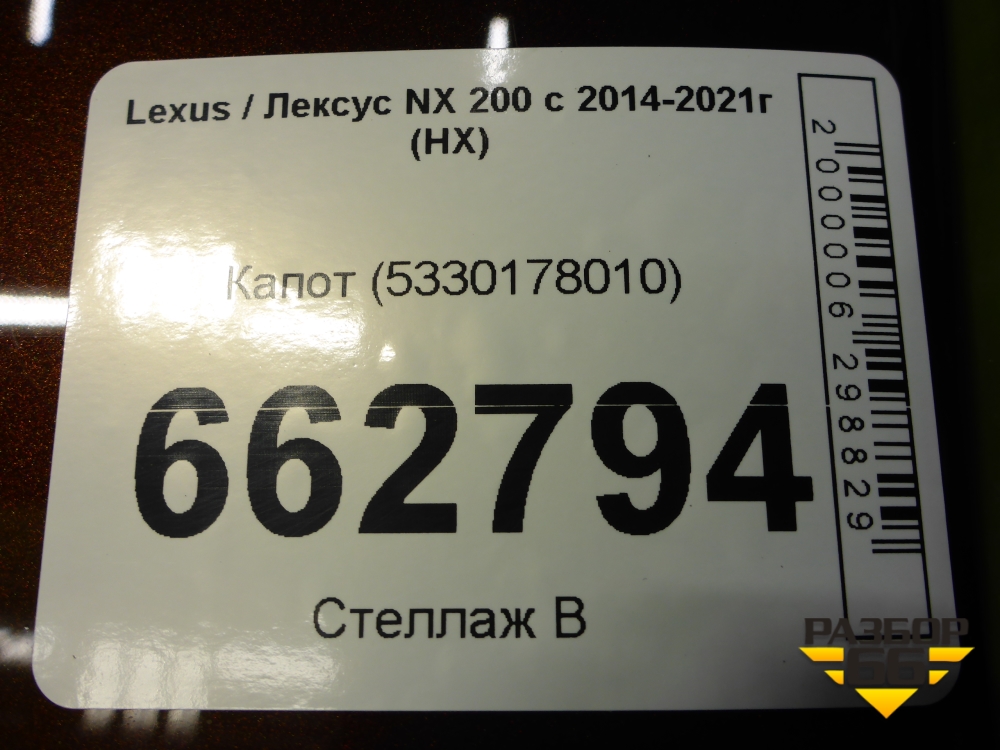 Lexus / Лексус NX 200 с 2014-2021г
(НХ)
Капот (5330178010)
662794
Стеллаж В
2000006298829
РАЗБОР
66